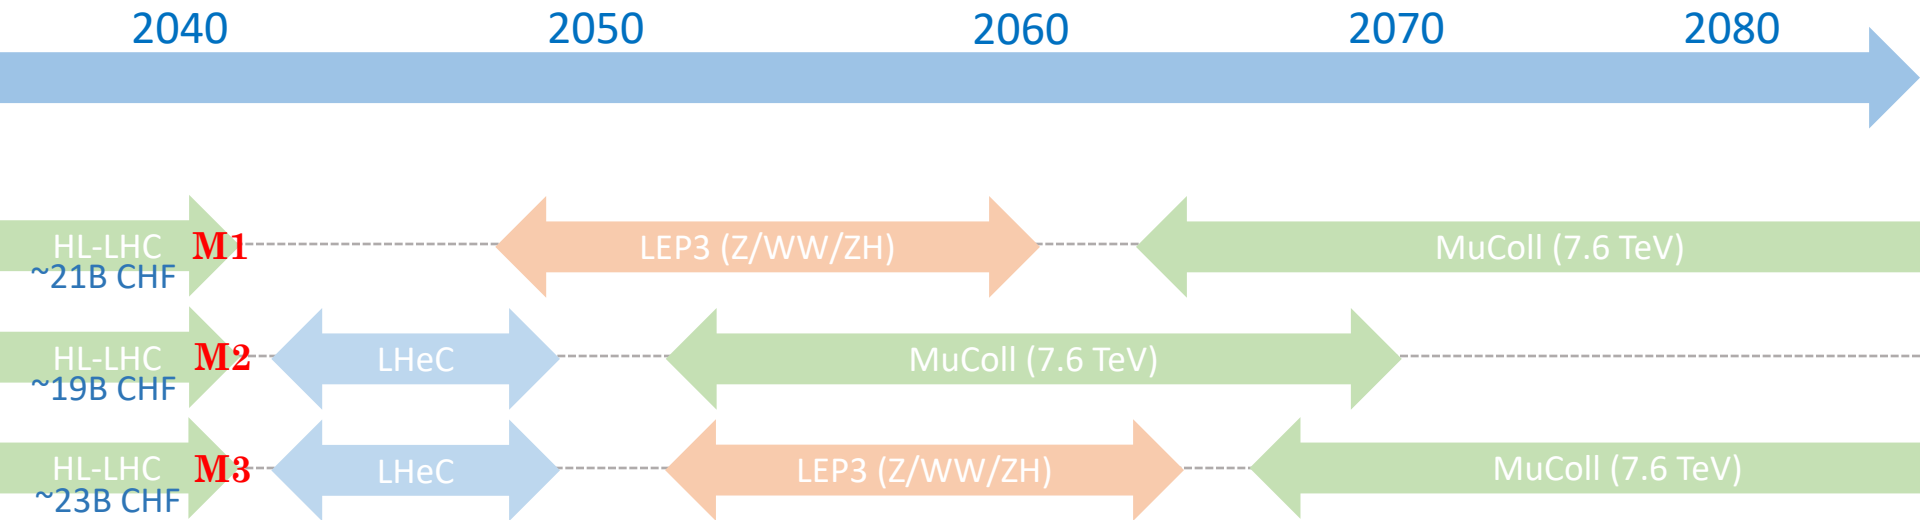 2040 2050 2060 2070 2080
HL-LHC M1 LEP3 (Z/WW/ZH) MuColl (7.6 TeV)
~21B CHF
HL-LHC M2 LHeC MuColl (7.6 TeV)
~19B CHF
HL-LHC M3 LHeC LEP3 (Z/WW/ZH) MuColl (7.6 TeV)
~23B CHF